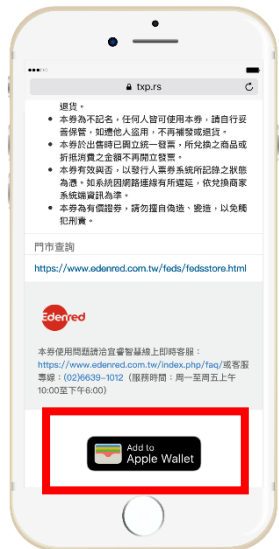 txp.rs
退貨。
• 本券為不記名，任何人皆可使用本券，請自行妥
善保管，如遭他人盜用，不再補發或退貨。
• 本券於出售時已開立統一發票，所兌換之商品或
折抵消費之金額不再開立發票。
• 本券有效與否，以發行人票券系統所記錄之狀態
為憑。如系統因網路連線有所遲延，依兌換商家
系統端資訊為準。
• 本券為有價證券，請勿擅自偽造、變造，以免觸
犯刑責。
門市查詢
https://www.edenred.com.tw/feds/fedsstore.html
Edenred
本券使用問題請洽宜睿智慧線上即時客服：
https://www.edenred.com.tw/index.php/faq/或客服
專線：(02)6639-1012（服務時間：周一至周五上午
10:00至下午6:00）
Add to
Apple Wallet